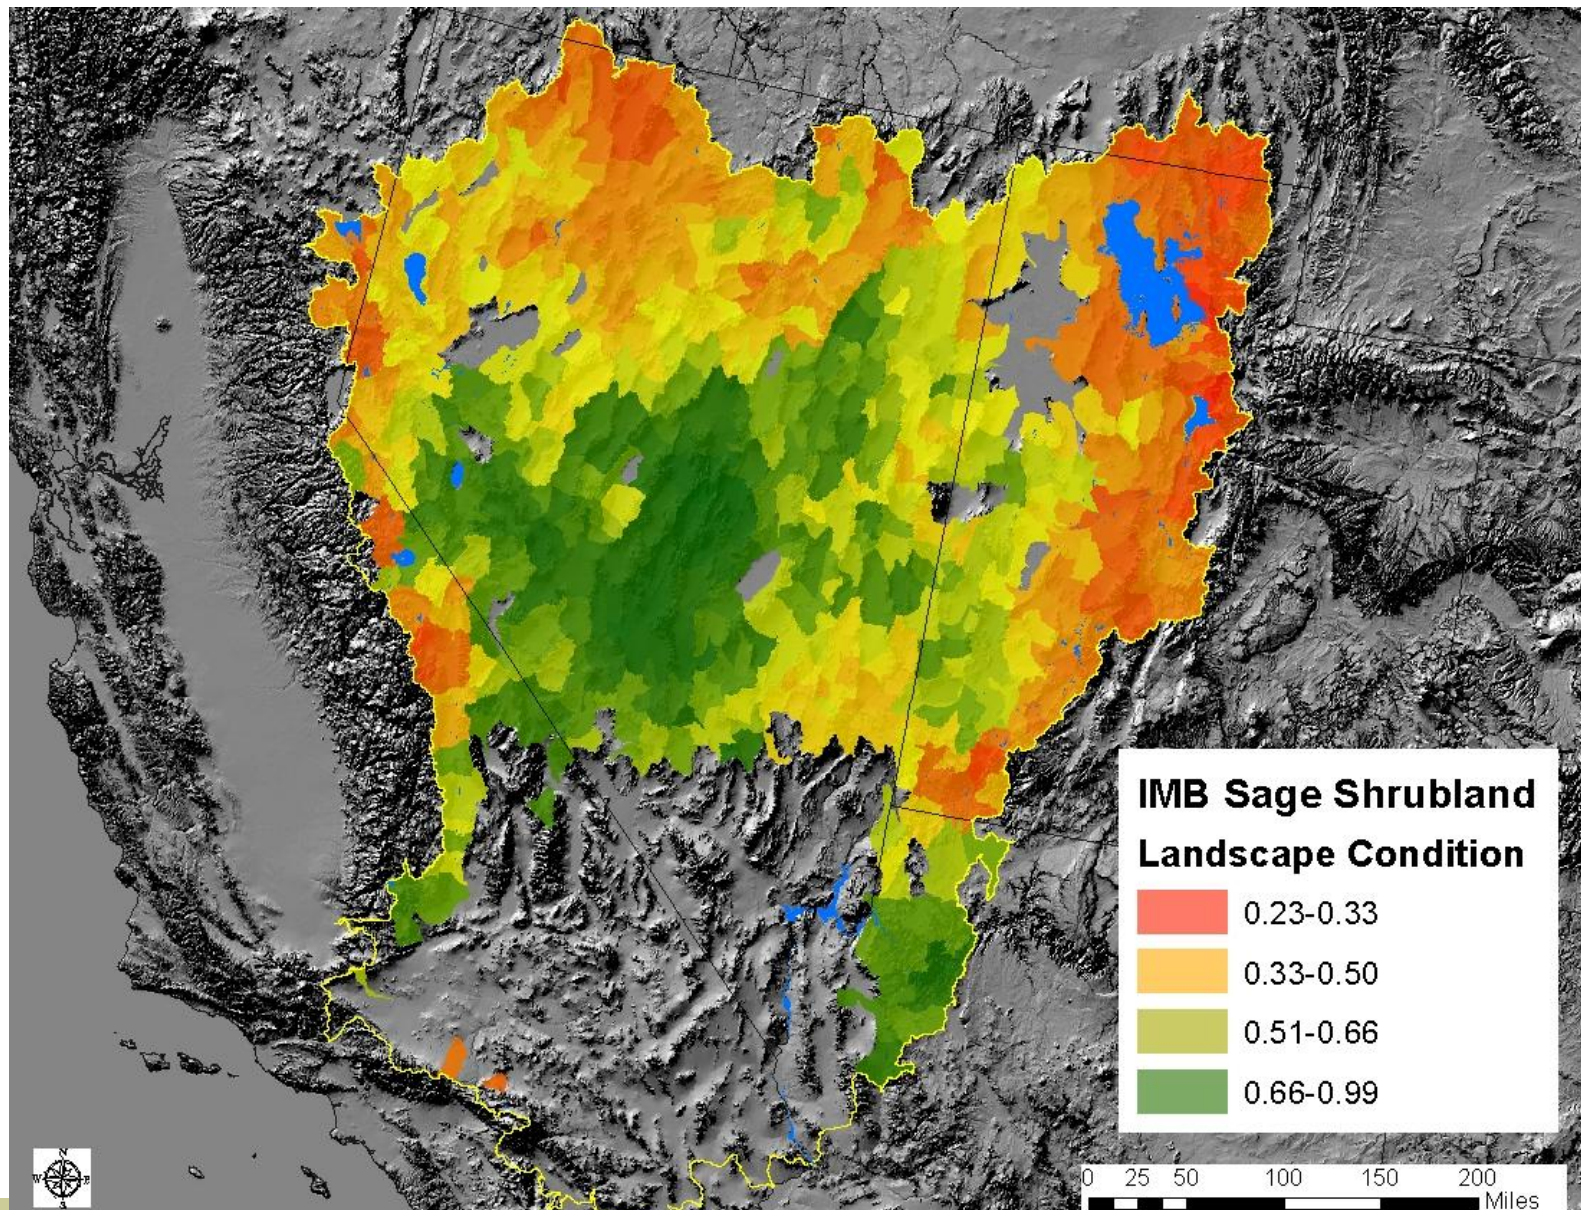 IMB Sage Shrubland
Landscape Condition
0.23-0.33
0.33-0.50
0.51-0.66
0.66-0.99
N
W E
S
0 25 50 100 150 200
Miles